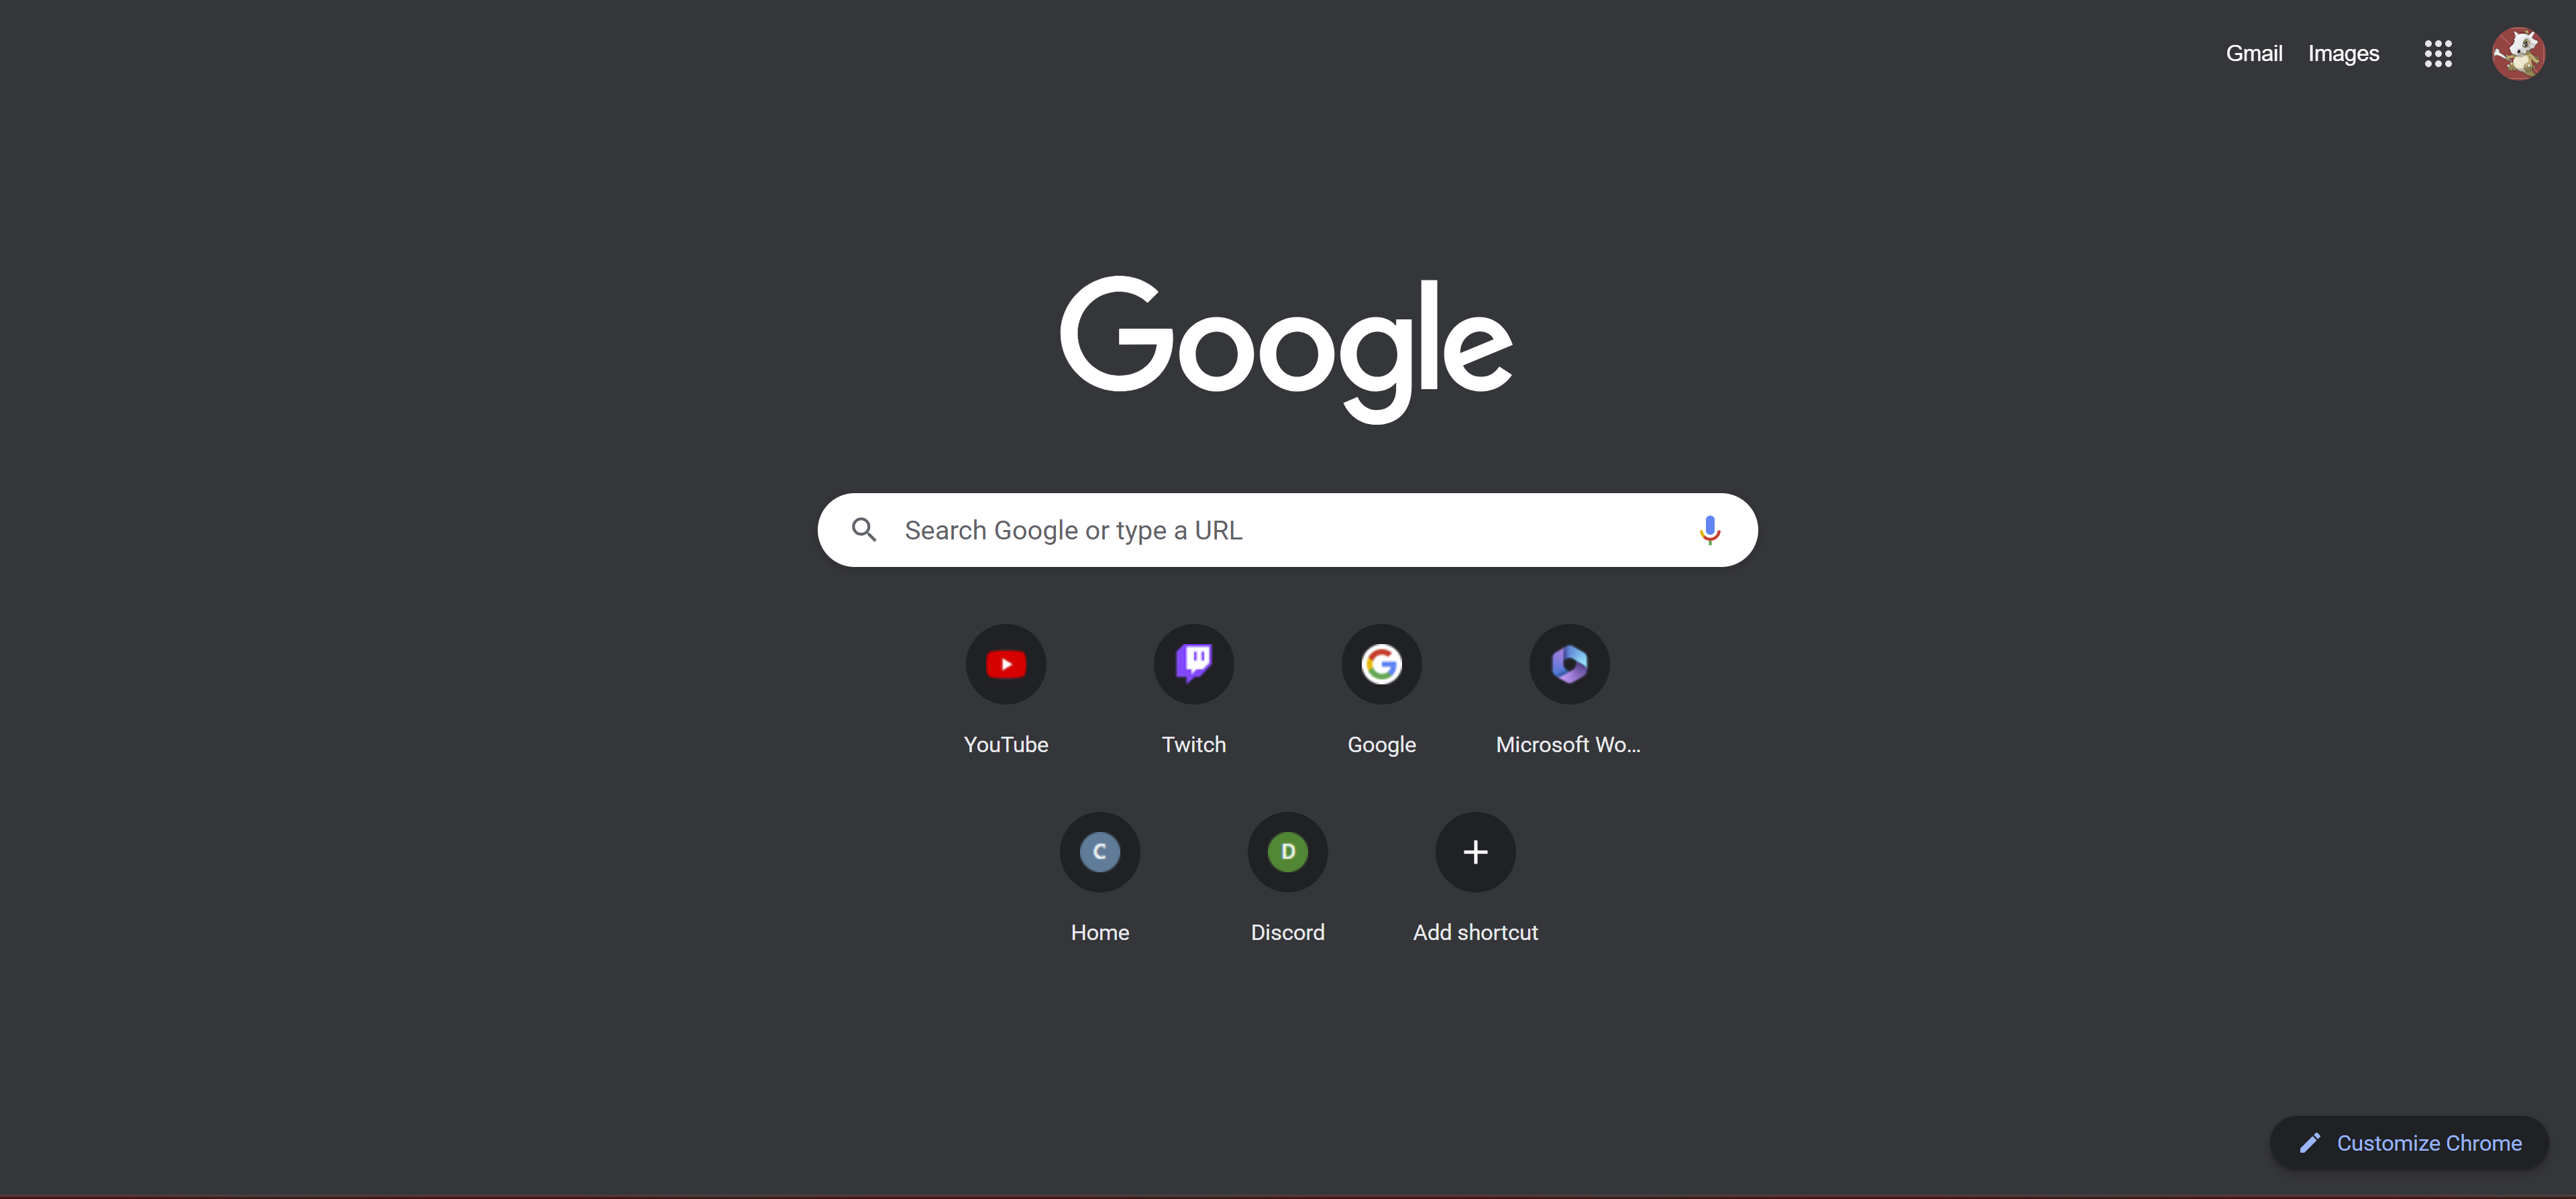 Gmail Images
Google
Search Google or type a URL
YouTube Twitch Google Microsoft Wo...
C D
Home Discord Add shortcut
Customize Chrome